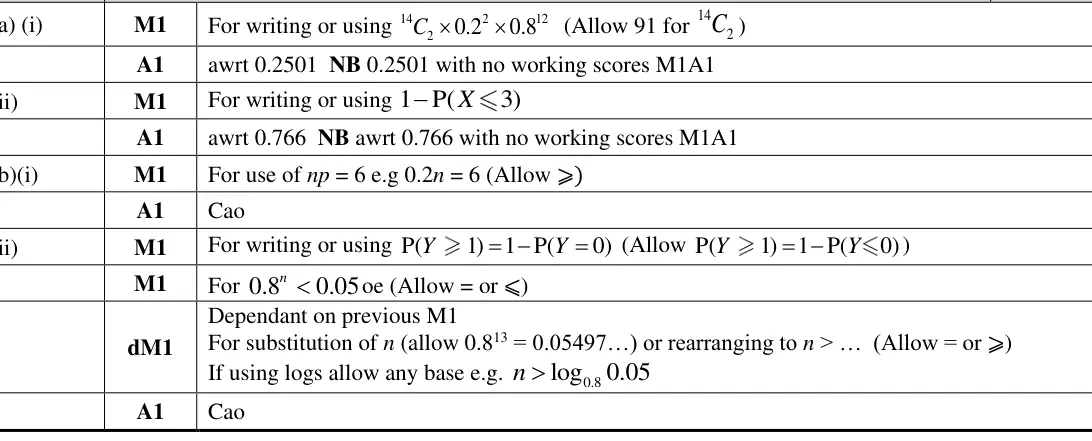 a) (i) M1 For writing or using ¹⁴C₂ × 0.2² × 0.8¹² (Allow 91 for ¹⁴C₂ )
A1 awrt 0.2501 NB 0.2501 with no working scores M1A1
ii) M1 For writing or using 1 – P( X ⩽ 3)
A1 awrt 0.766 NB awrt 0.766 with no working scores M1A1
b)(i) M1 For use of np = 6 e.g 0.2n = 6 (Allow ⩾)
A1 Cao
ii) M1 For writing or using P(Y ⩾ 1) = 1 – P(Y = 0) (Allow P(Y ⩾ 1) = 1 – P(Y⩽0) )
M1 For 0.8ⁿ < 0.05 oe (Allow = or ⩽)
Dependant on previous M1
dM1 For substitution of n (allow 0.8¹³ = 0.05497…) or rearranging to n > … (Allow = or ⩾)
If using logs allow any base e.g. n > log₀.₈ 0.05
A1 Cao